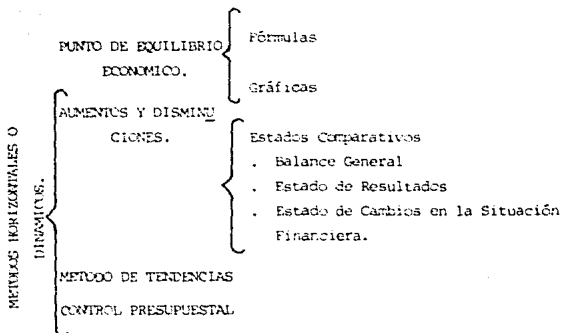 PUNTO DE EQUILIBRIO
ECONOMICO.
Fórmulas
Gráficas
METODOS HORIZONTALES O
DINAMICOS.
AUMENTOS Y DISMINU
CIONES.
Estados Comparativos
. Balance General
. Estado de Resultados
. Estado de Cambios en la Situación
Financiera.
METODO DE TENDENCIAS
CONTROL PRESUPUESTAL